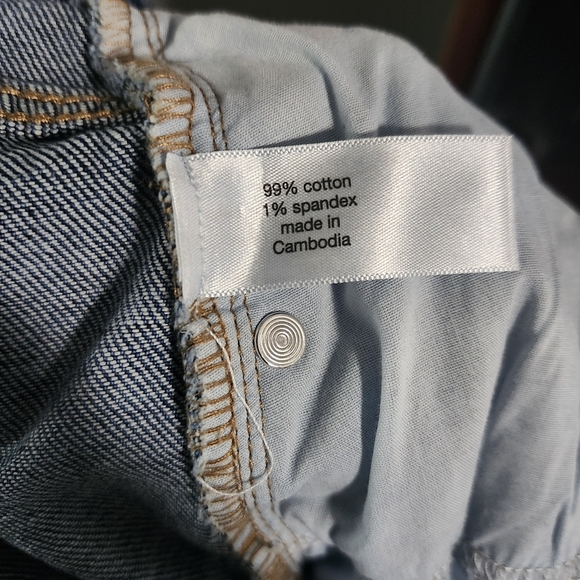 99% cotton
1% spandex
made in
Cambodia